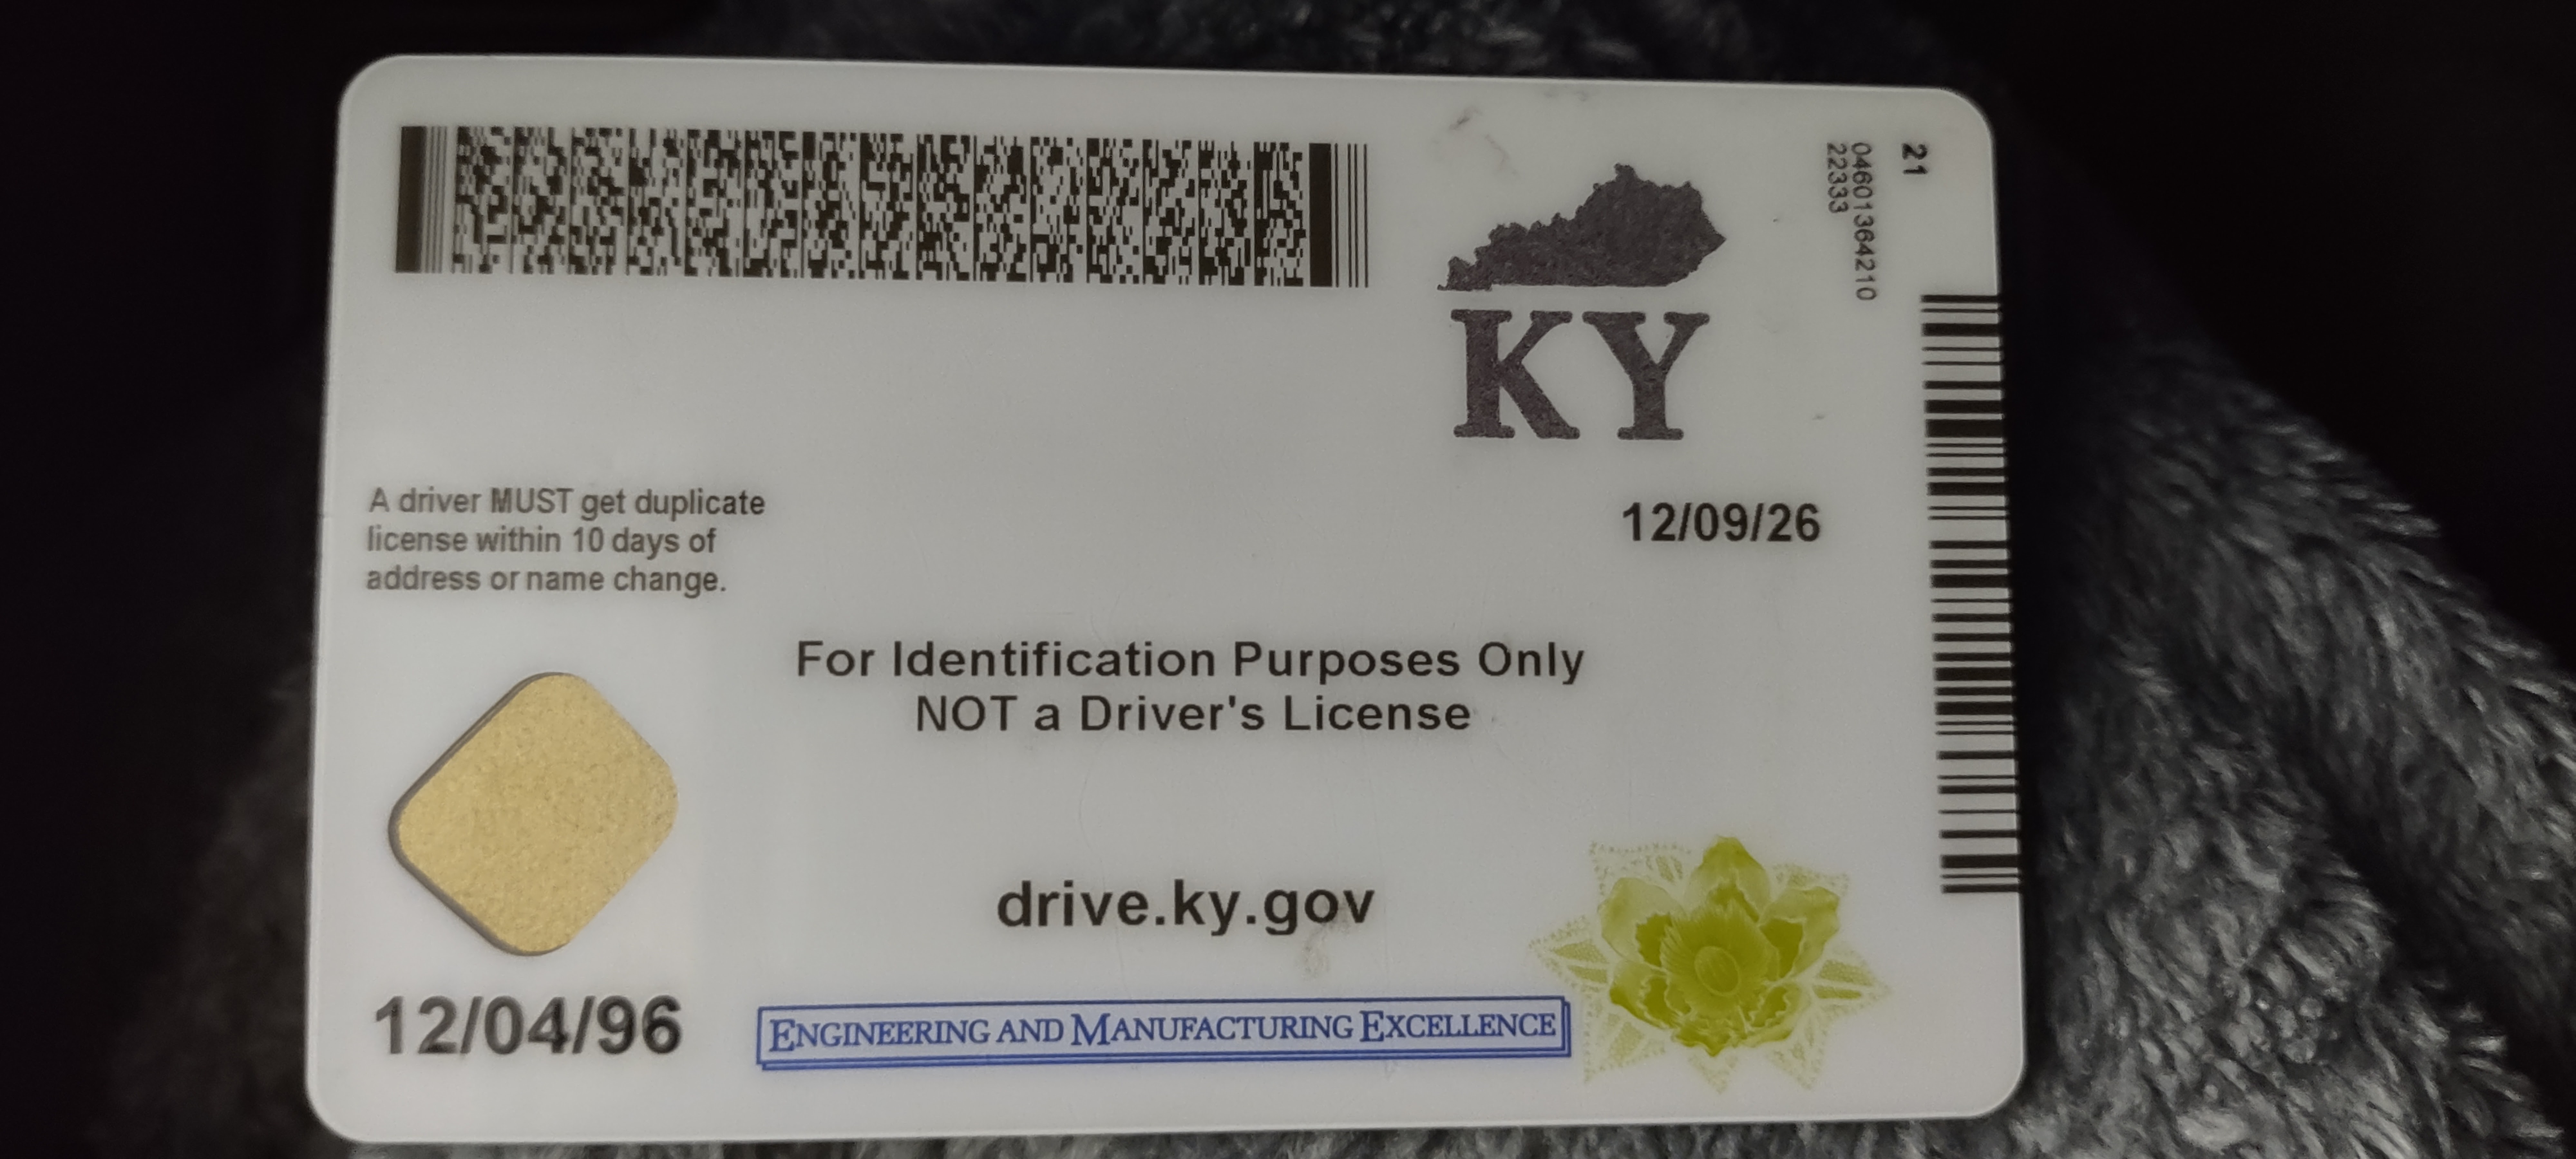 21
04601364210
22333
KY
12/09/26
A driver MUST get duplicate
license within 10 days of
address or name change.
For Identification Purposes Only
NOT a Driver's License
drive.ky.gov
12/04/96
ENGINEERING AND MANUFACTURING EXCELLENCE